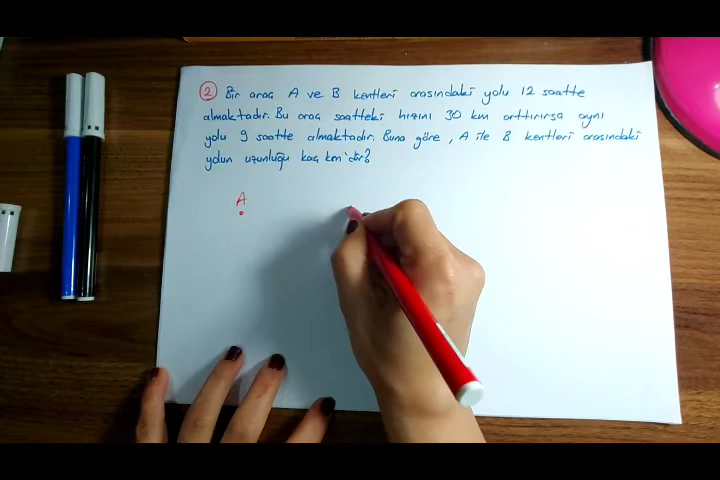 2 Bir araç A ve B kentleri arasındaki yolu 12 saatte
almaktadır. Bu araç saatteki hızını 30 km arttırırsa aynı
yolu 9 saatte almaktadır. Buna göre, A ile B kentleri arasındaki
yolun uzunluğu kaç km'dir?
A